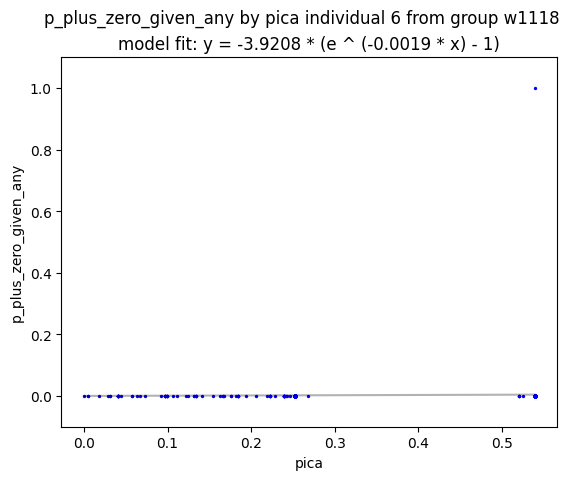 p_plus_zero_given_any by pica individual 6 from group w1118
model fit: y = -3.9208 * (e ^ (-0.0019 * x) - 1)
1.0
0.8
0.6
0.4
0.2
0.0
p_plus_zero_given_any
0.0 0.1 0.2 0.3 0.4 0.5
pica